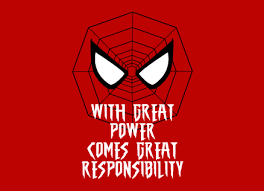 WITH GREAT
POWER
COMES GREAT
RESPONSIBILITY